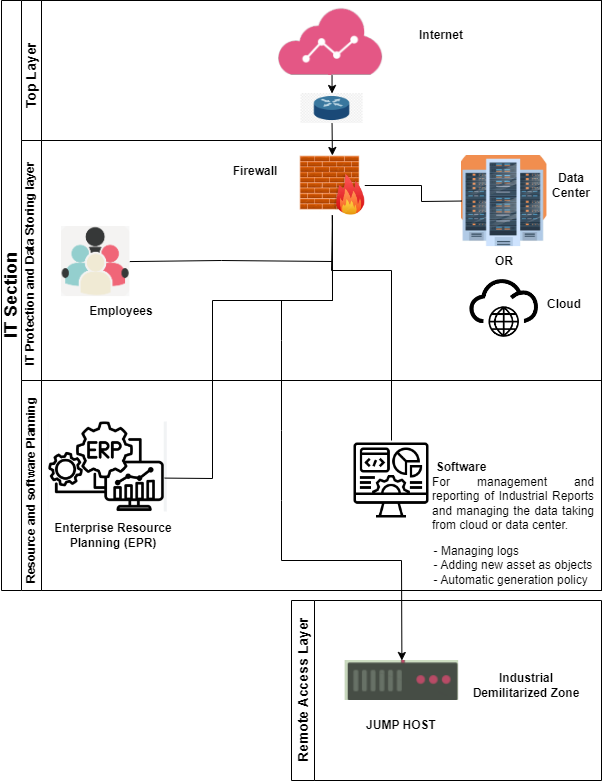 IT Section
Top Layer
Internet
IT Protection and Data Storing layer
Firewall
Data
Center
OR
Cloud
Employees
Resource and software Planning
ERP
Enterprise Resource
Planning (EPR)
Software
For management and
reporting of Industrial Reports
and managing the data taking
from cloud or data center.
- Managing logs
- Adding new asset as objects
- Automatic generation policy
Remote Access Layer
Industrial
Demilitarized Zone
JUMP HOST